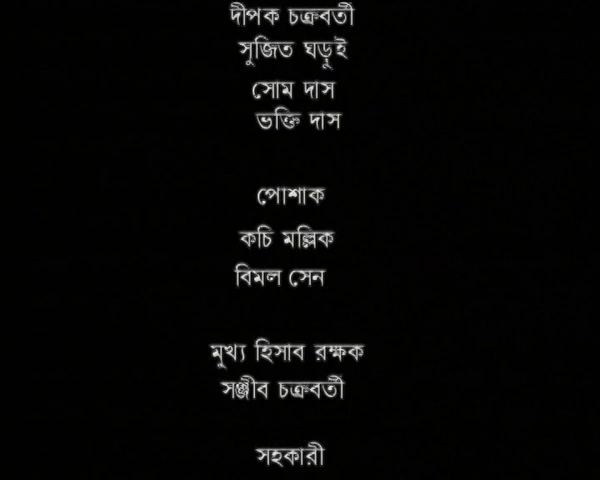 দীপক চক্রবর্তী
সুজিত ঘড়ুই
সোম দাস
ভক্তি দাস
পোশাক
কচি মল্লিক
বিমল সেন
মুখ্য হিসাব রক্ষক
সঞ্জীব চক্রবর্তী
সহকারী